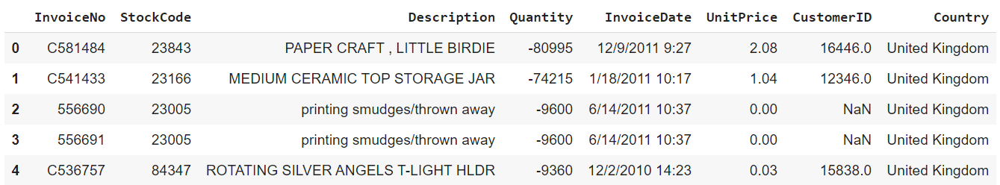 InvoiceNo StockCode Description Quantity InvoiceDate UnitPrice CustomerID Country
0 C581484 23843 PAPER CRAFT , LITTLE BIRDIE -80995 12/9/2011 9:27 2.08 16446.0 United Kingdom
1 C541433 23166 MEDIUM CERAMIC TOP STORAGE JAR -74215 1/18/2011 10:17 1.04 12346.0 United Kingdom
2 556690 23005 printing smudges/thrown away -9600 6/14/2011 10:37 0.00 NaN United Kingdom
3 556691 23005 printing smudges/thrown away -9600 6/14/2011 10:37 0.00 NaN United Kingdom
4 C536757 84347 ROTATING SILVER ANGELS T-LIGHT HLDR -9360 12/2/2010 14:23 0.03 15838.0 United Kingdom